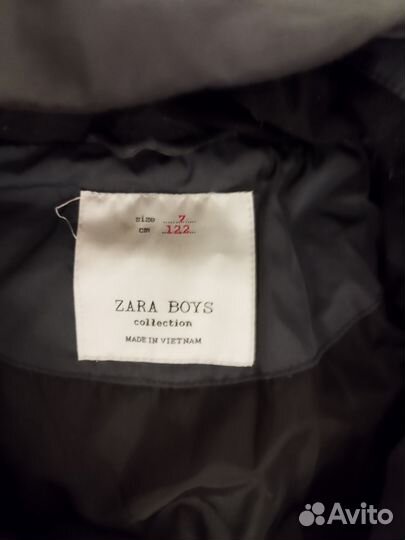 size 7
cm 122
ZARA BOYS
collection
MADE IN VIETNAM
Avito